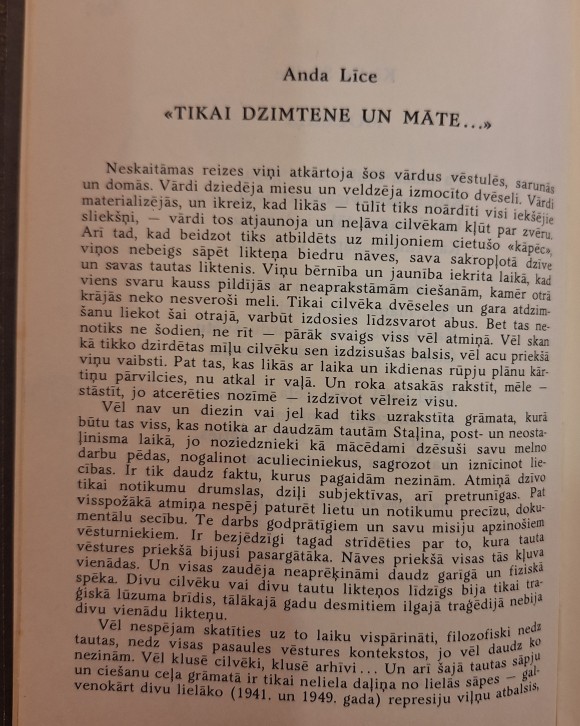 Anda Līce
«TIKAI DZIMTENE UN MĀTE...»
Neskaitāmas reizes viņi atkārtoja šos vārdus vēstulēs, sarunās
un domās. Vārdi dziedēja miesu un veldzēja izmocīto dvēseli. Vārdi
materializējās, un ikreiz, kad likās — tūlīt tiks noārdīti visi iekšējie
sliekšņi, — vārdi tos atjaunoja un neļāva cilvēkam kļūt par zvēru.
Arī tad, kad beidzot tiks atbildēts uz miljoniem cietušo «kāpēc»,
viņos nebeigs sāpēt likteņa biedru nāves, sava sakropļotā dzīve
un savas tautas liktenis. Viņu bērnība un jaunība iekrita laikā, kad
viens svaru kauss pildījās ar neaprakstāmām ciešanām, kamēr otrā
krājās neko nesveroši meli. Tikai cilvēka dvēseles un gara atdzim-
šanu liekot šai otrajā, varbūt izdosies līdzsvarot abus. Bet tas ne-
notiks ne šodien, ne rīt — pārāk svaigs viss vēl atmiņā. Vēl skan
kā tikko dzirdētas mīļu cilvēku sen izdzisušas balsis, vēl acu priekšā
viņu vaibsti. Pat tas, kas likās ar laika un ikdienas rūpju plānu kār-
tiņu pārvilcies, nu atkal ir vaļā. Un roka atsakās rakstīt, mēle —
stāstīt, jo atcerēties nozīmē — izdzīvot vēlreiz visu.
Vēl nav un diezin vai jel kad tiks uzrakstīta grāmata, kurā
būtu tas viss, kas notika ar daudzām tautām Staļina, post- un neosta-
ļinisma laikā, jo noziedznieki kā mācēdami dzēsuši savu melno
darbu pēdas, nogalinot aculieciniekus, sagrozot un iznīcinot lie-
cības. Ir tik daudz faktu, kurus pagaidām nezinām. Atmiņā dzīvo
tikai notikumu drumslas, dziļi subjektīvas, arī pretrunīgas. Pat
visspožākā atmiņa nespēj paturēt lietu un notikumu precīzu, doku-
mentālu secību. Te darbs godprātīgiem un savu misiju apzinošiem
vēsturniekiem. Ir bezjēdzīgi tagad strīdēties par to, kura tauta
vēstures priekšā bijusi pasargātāka. Nāves priekšā visas tās kļuva
vienādas. Un visas zaudēja neaprēķināmi daudz garīgā un fiziskā
spēka. Divu cilvēku vai divu tautu likteņos līdzīgs bija tikai tra-
ģiskā lūzuma brīdis, tālākajā gadu desmitiem ilgajā traģēdijā nebija
divu vienādu likteņu.
Vēl nespējam skatīties uz to laiku vispārināti, filozofiski nedz
tautas, nedz visas pasaules vēstures kontekstos, jo vēl daudz ko
nezinām. Vēl klusē cilvēki, klusē arhīvi... Un arī šajā tautas sāpju
un ciešanu ceļa grāmatā ir tikai neliela daļiņa no lielās sāpes — gal-
venokārt divu lielāko (1941. un 1949. gada) represiju viļņu atbalsis,